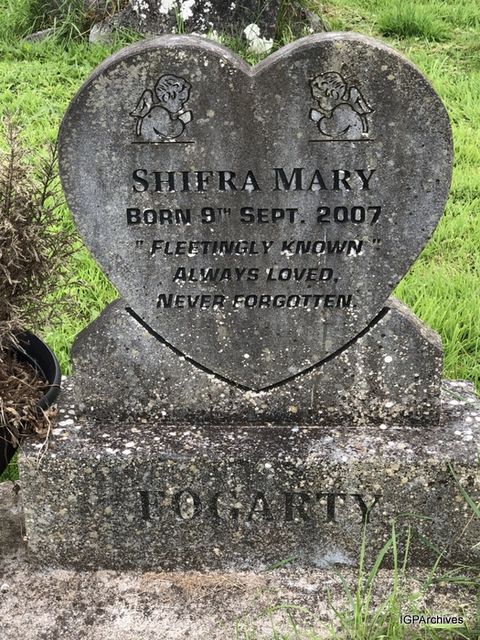 SHIFRA MARY
BORN 9TH SEPT. 2007
" FLEETINGLY KNOWN "
ALWAYS LOVED,
NEVER FORGOTTEN.
FOGARTY
IGPArchives